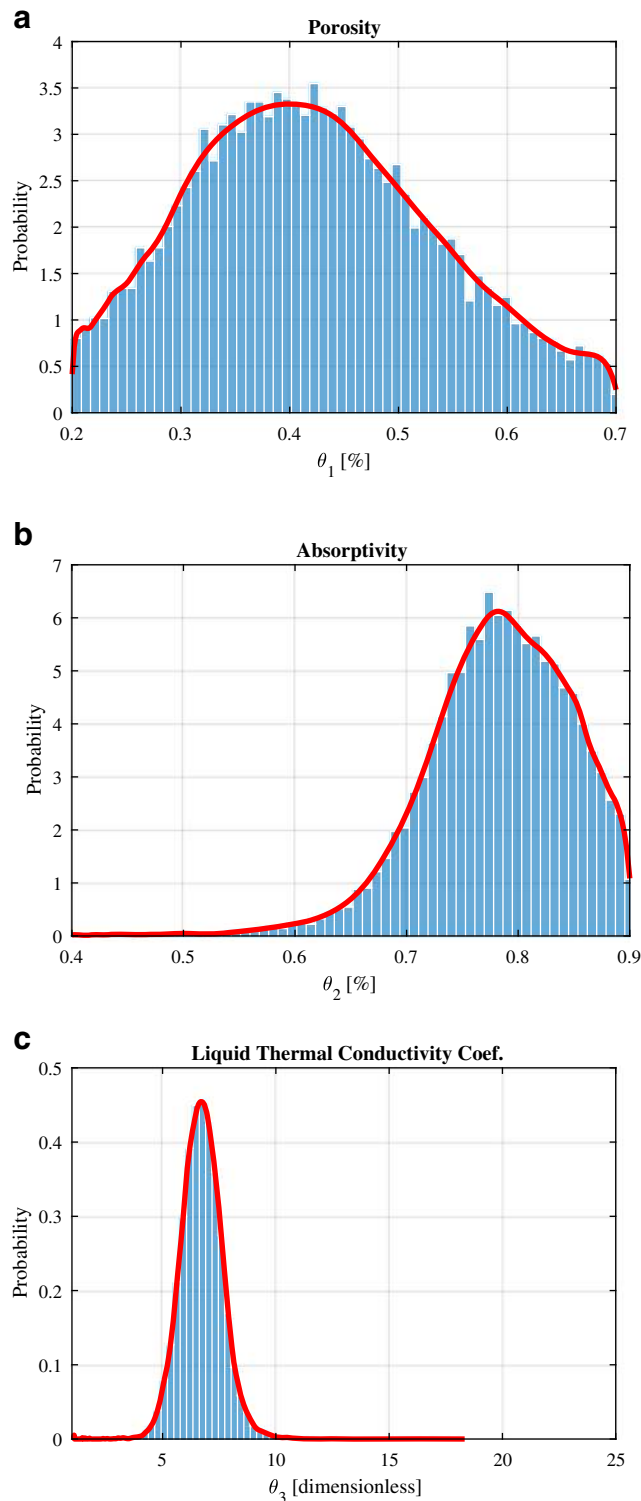 a
Porosity
4
3.5
3
2.5
2
1.5
1
0.5
0
Probability
0.2 0.3 0.4 0.5 0.6 0.7
θ1 [%]
b
Absorptivity
7
6
5
4
3
2
1
0
Probability
0.4 0.5 0.6 0.7 0.8 0.9
θ2 [%]
c
Liquid Thermal Conductivity Coef.
0.5
0.4
0.3
0.2
0.1
0
Probability
5 10 15 20 25
θ3 [dimensionless]